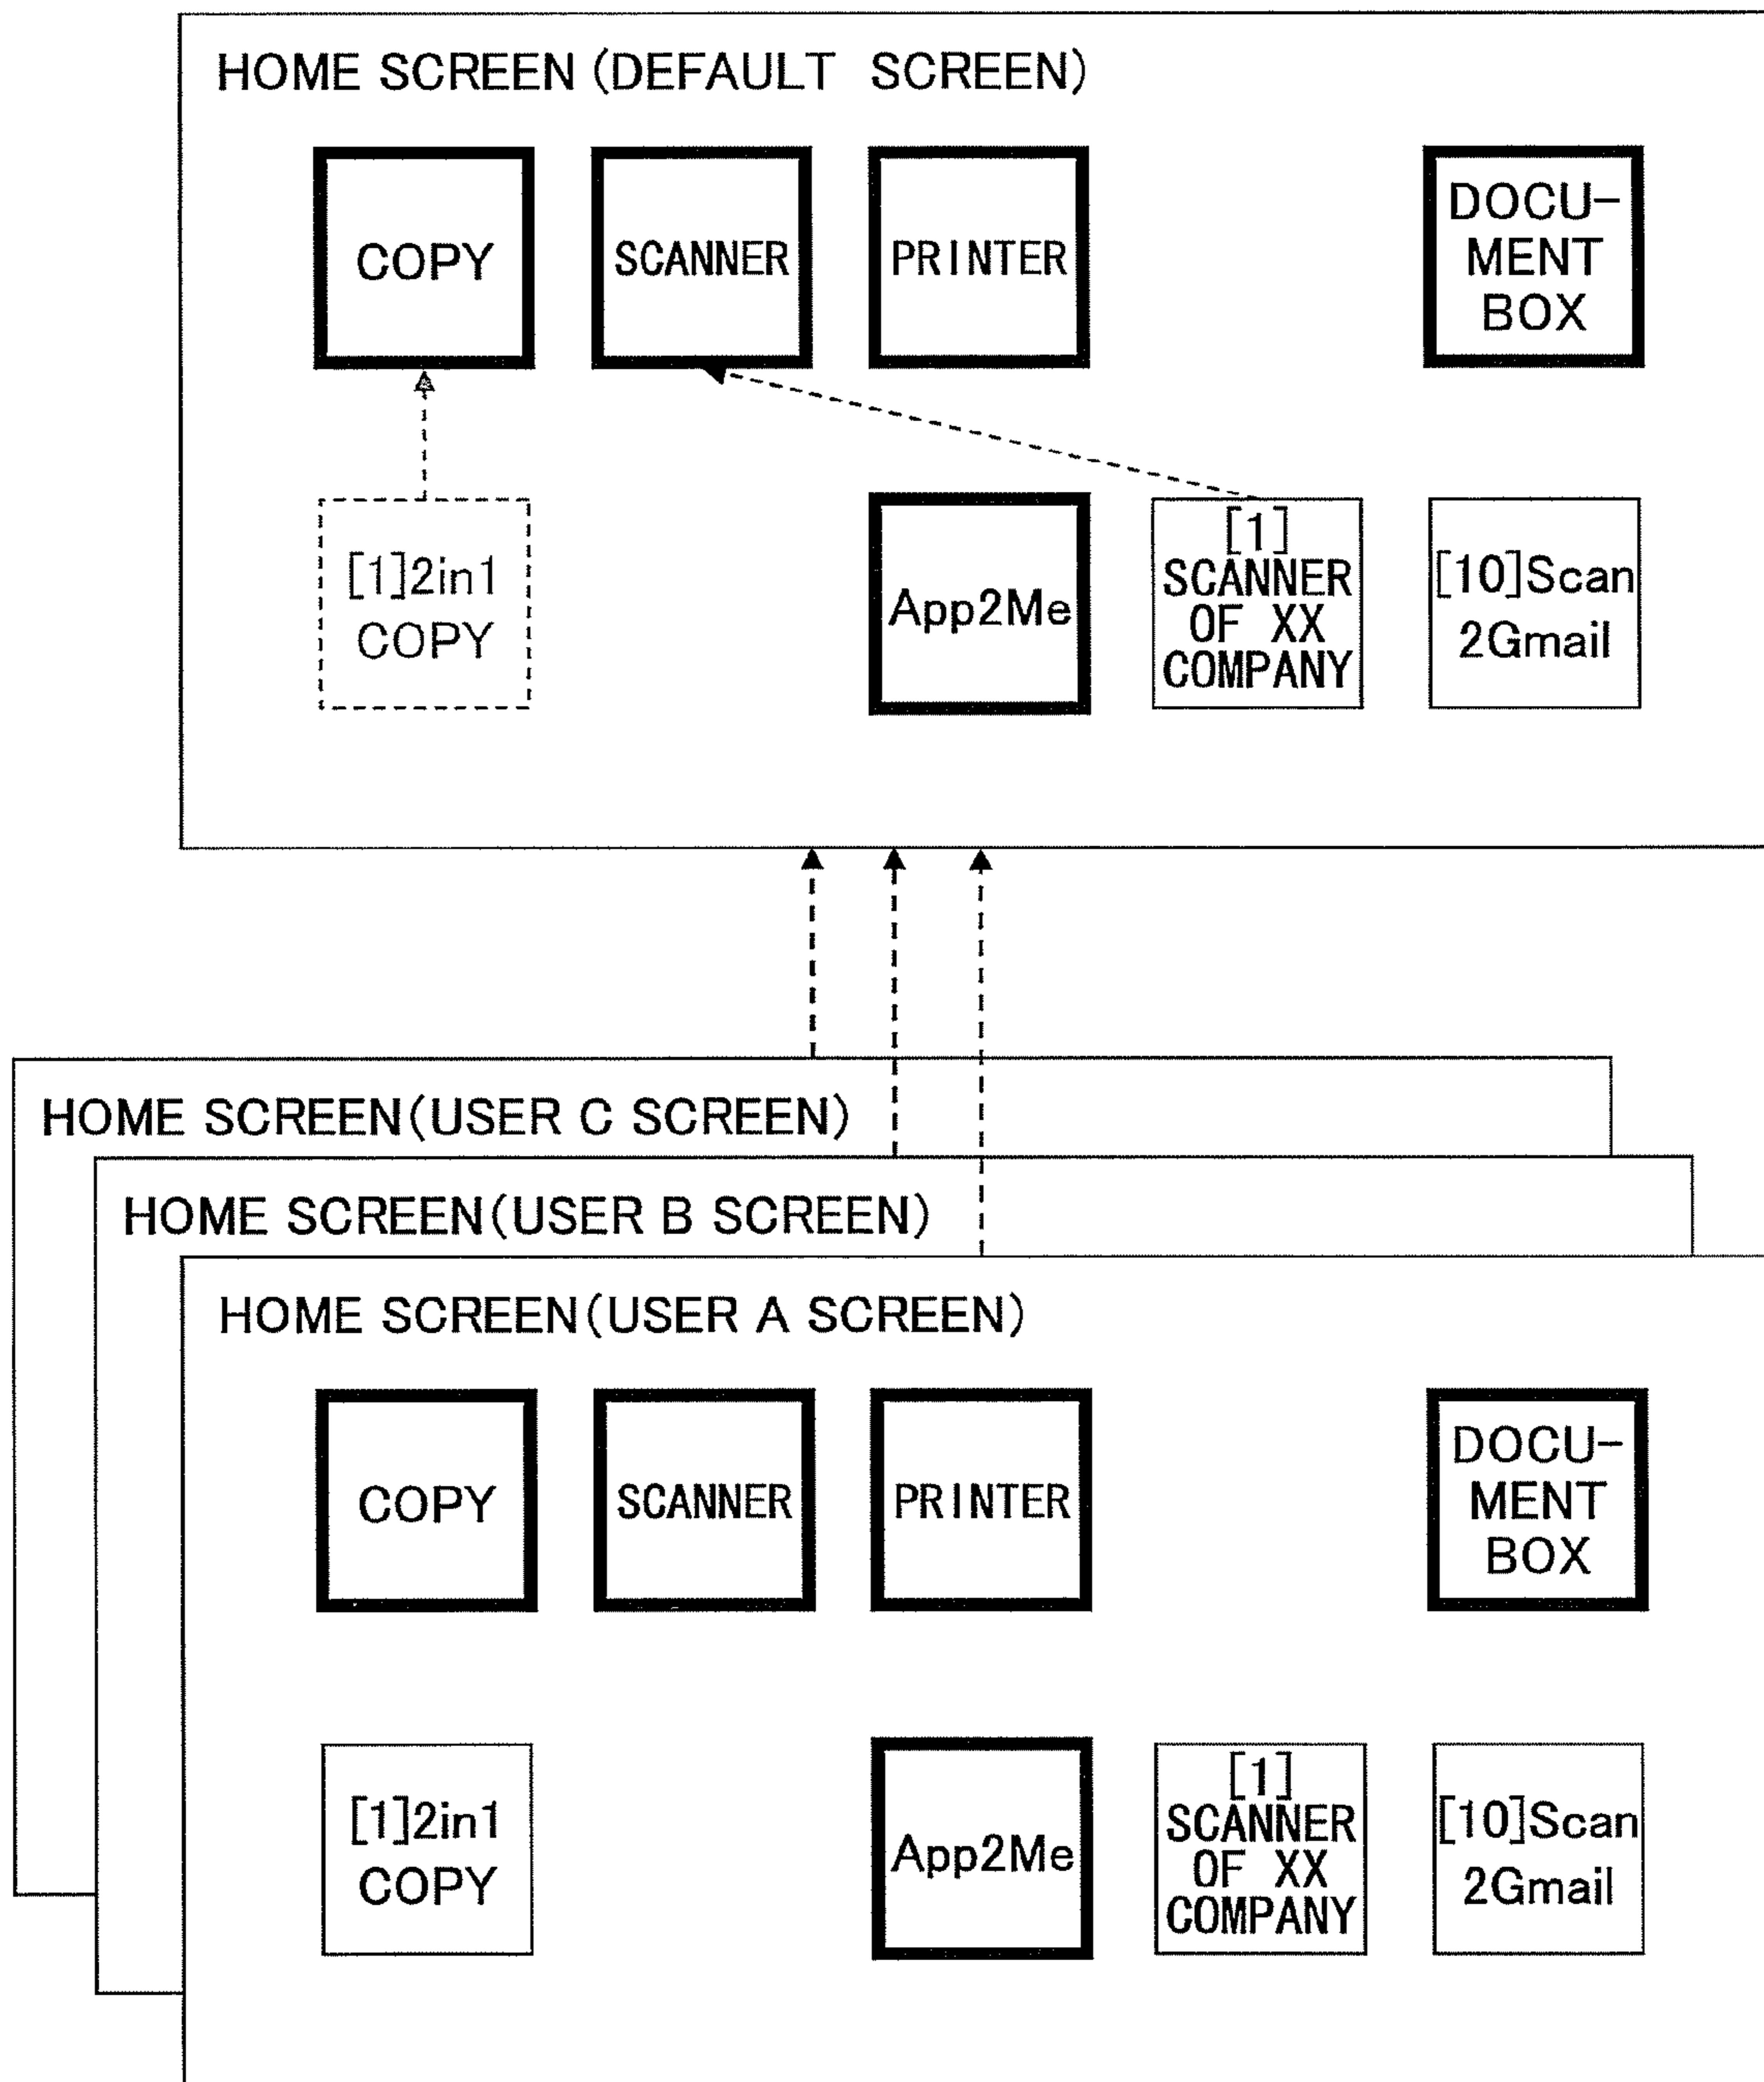 HOME SCREEN (DEFAULT SCREEN)
COPY
SCANNER
PRINTER
DOCU-
MENT
BOX
[1]2in1
COPY
App2Me
[1]
SCANNER
OF XX
COMPANY
[10]Scan
2Gmail
HOME SCREEN(USER C SCREEN)
HOME SCREEN(USER B SCREEN)
HOME SCREEN(USER A SCREEN)
COPY
SCANNER
PRINTER
DOCU-
MENT
BOX
[1]2in1
COPY
App2Me
[1]
SCANNER
OF XX
COMPANY
[10]Scan
2Gmail